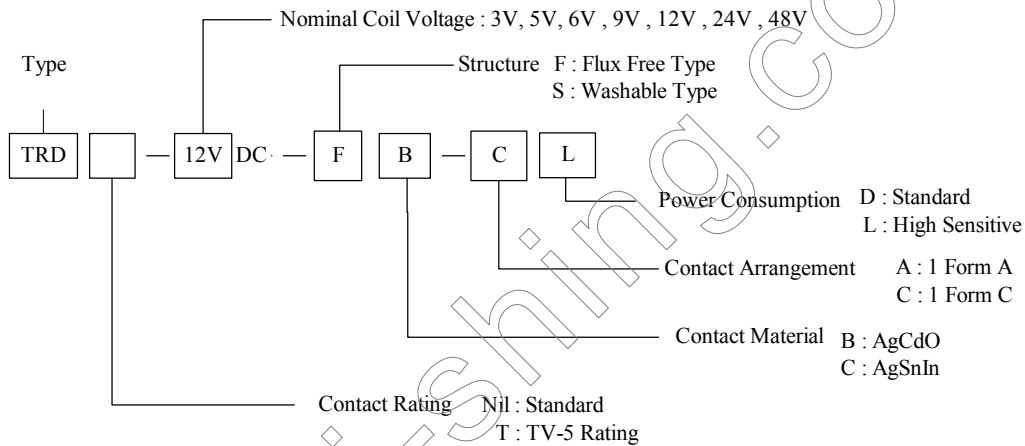 Nominal Coil Voltage : 3V, 5V, 6V , 9V , 12V , 24V , 48V
Type
Structure F : Flux Free Type
S : Washable Type
TRD — 12V DC — F B — C L
Power Consumption D : Standard
L : High Sensitive
Contact Arrangement A : 1 Form A
C : 1 Form C
Contact Material B : AgCdO
C : AgSnIn
Contact Rating Nil : Standard
T : TV-5 Rating
shing.co